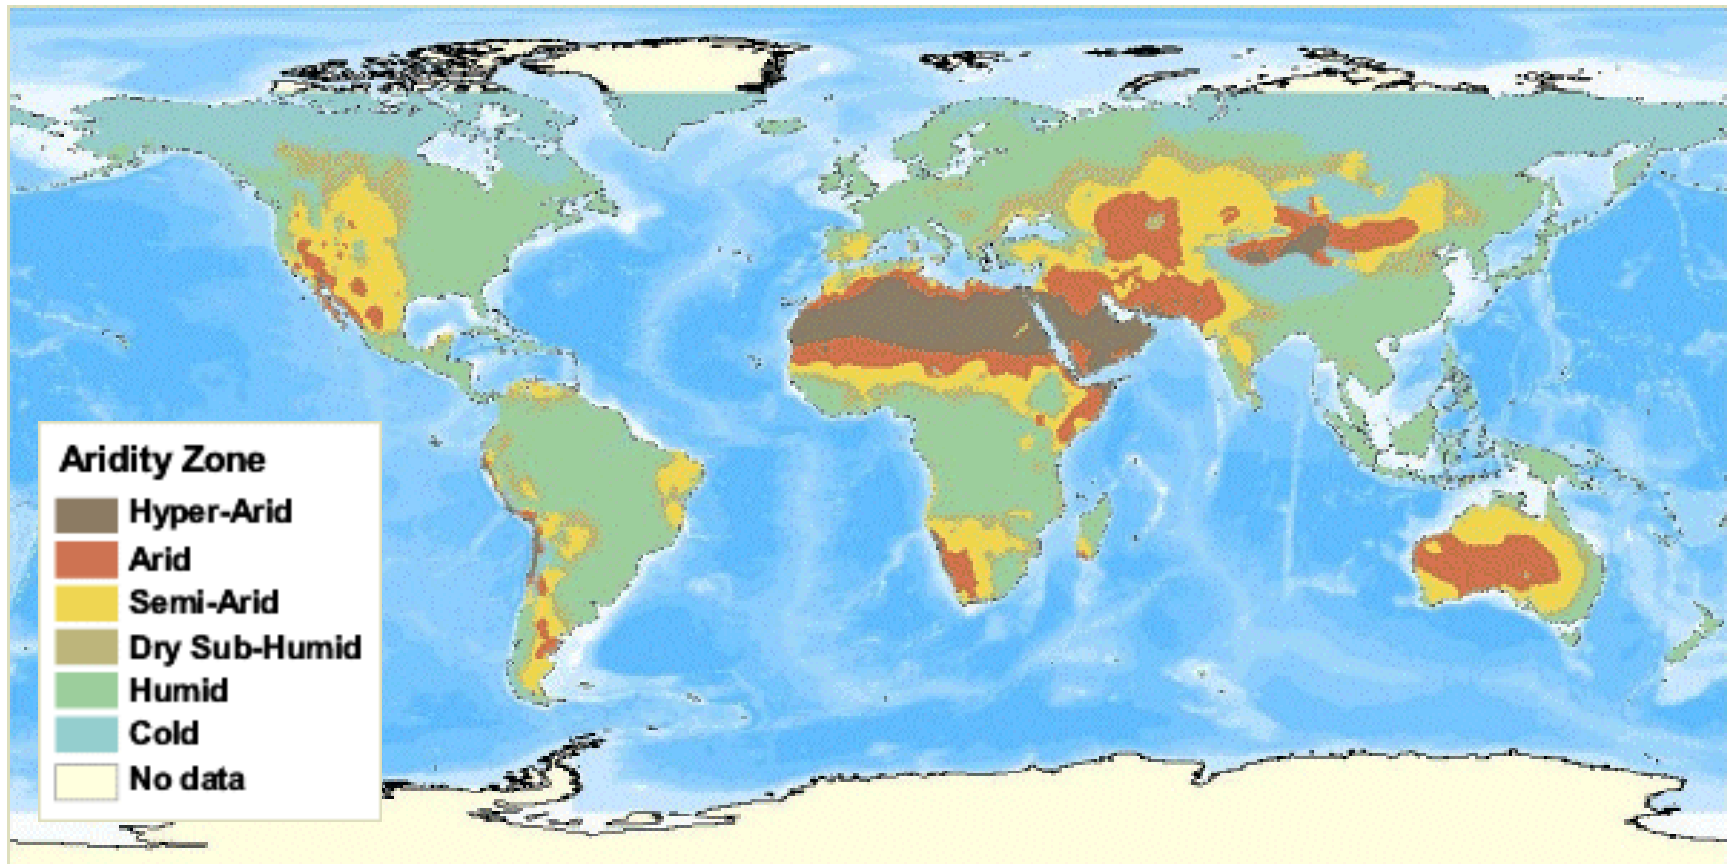 Aridity Zone
Hyper-Arid
Arid
Semi-Arid
Dry Sub-Humid
Humid
Cold
No data